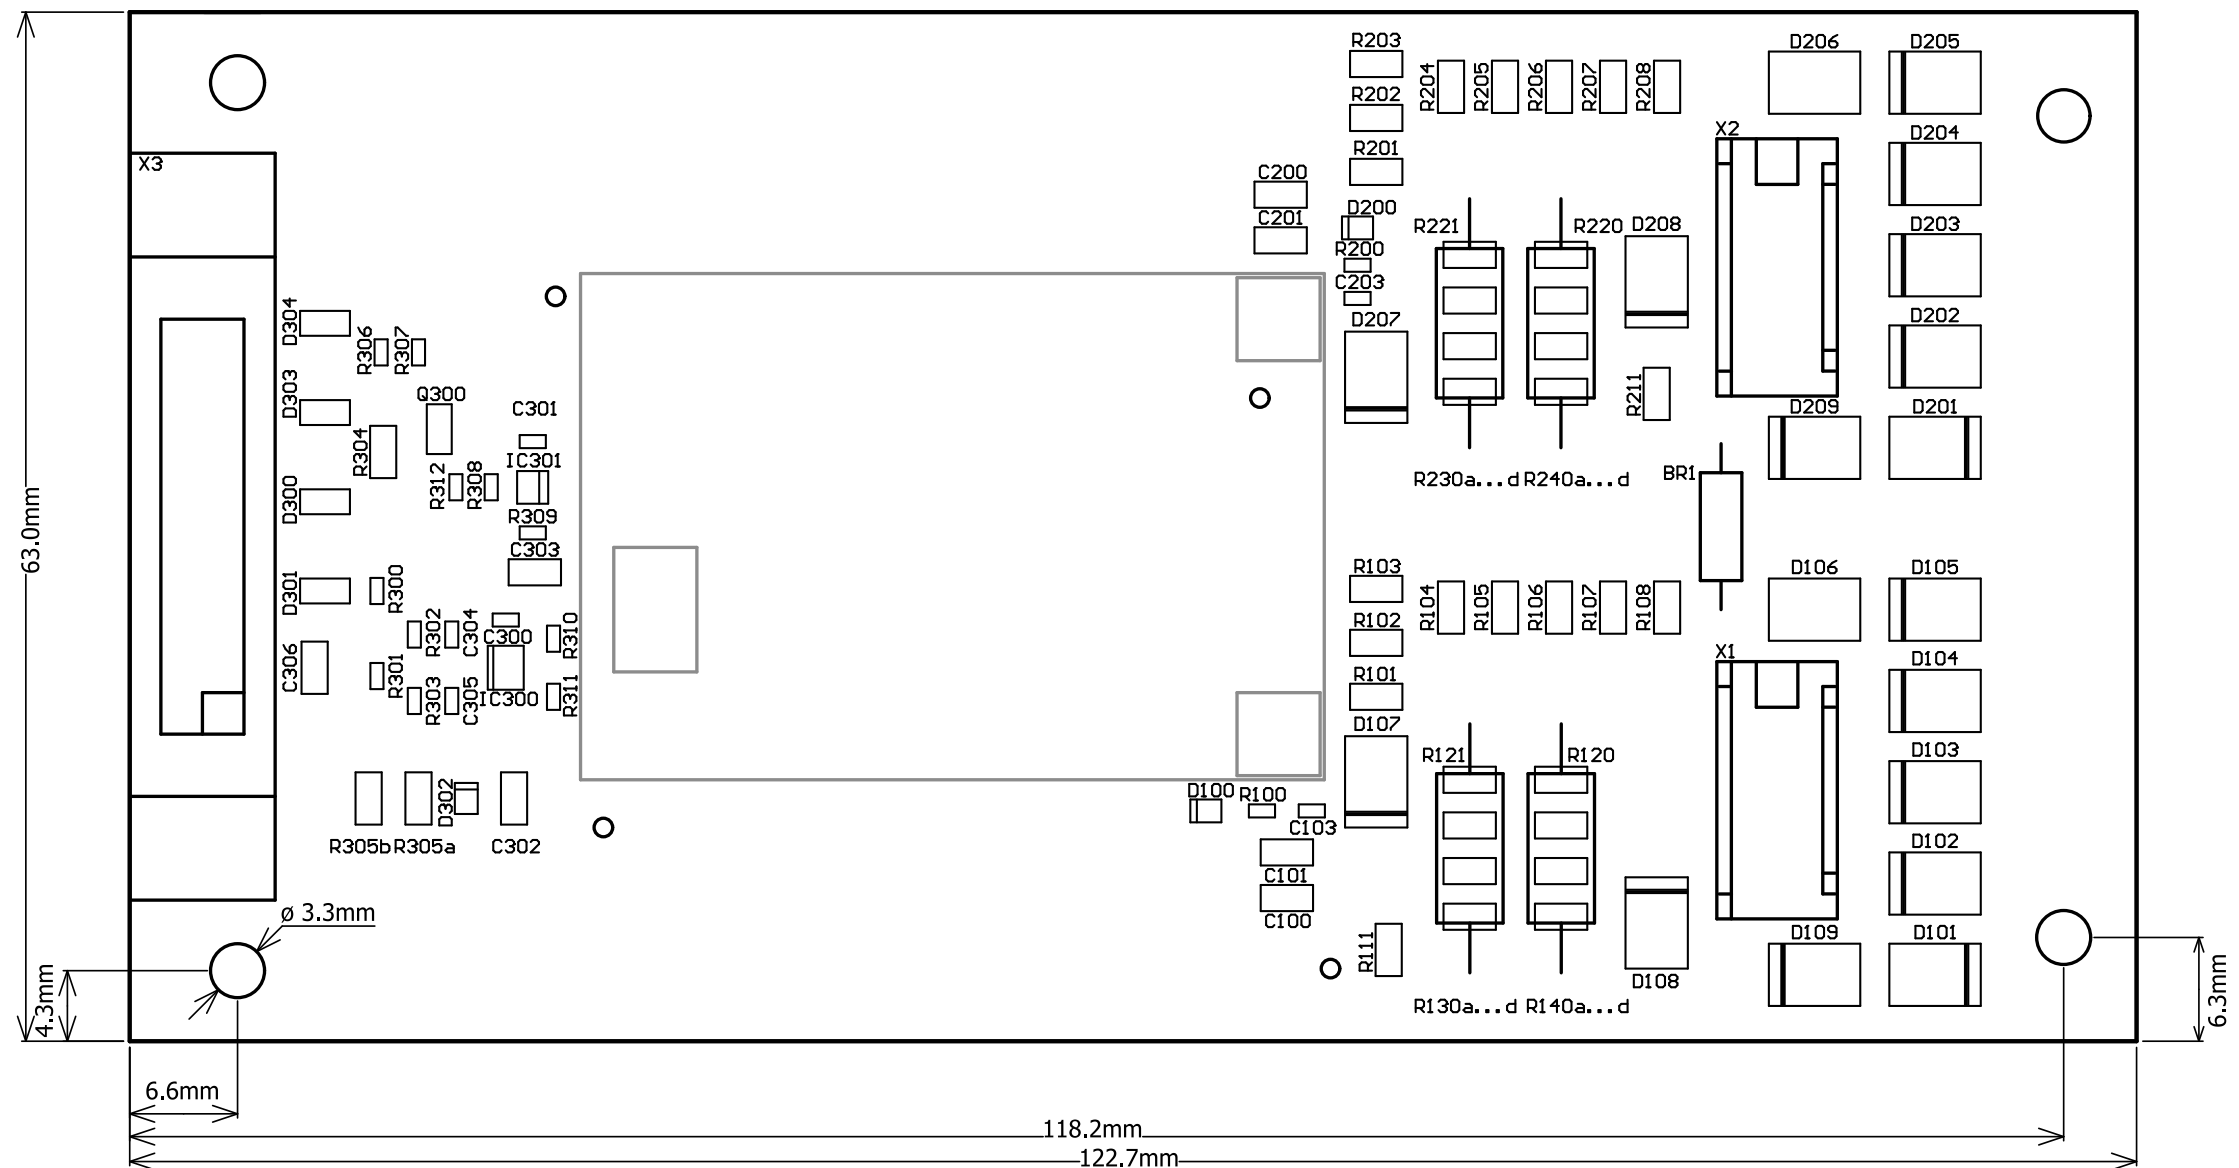 R203
D206
D205
R204
R205
R206
R207
R208
R202
X2
D204
X3
R201
C200
C201
D200
R221
R220
D208
D203
R200
C203
D304
D207
D202
R306
R307
D303
Q300
C301
R211
D209
D201
R304
IC301
R312
R308
BR1
R230a...d
R240a...d
D300
R309
63.0mm
C303
R103
D106
D105
D301
R300
R104
R105
R106
R107
R108
R302
C304
C300
R310
R102
C306
R301
X1
D104
R101
R303
C305
IC300
R311
D107
R121
R120
D103
D302
D100
R100
C103
R305b
R305a
C302
D102
C101
ø 3.3mm
C100
R111
D109
D101
4.3mm
D108
6.3mm
R130a...d
R140a...d
6.6mm
118.2mm
122.7mm